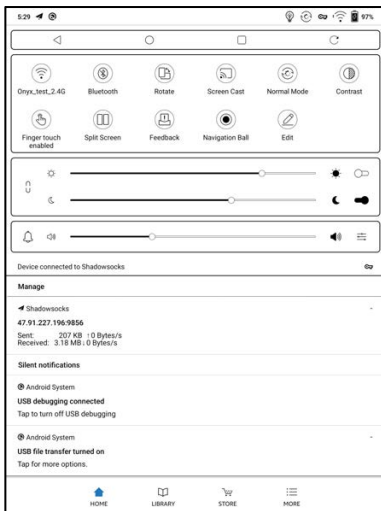 5:29 97%
Onyx_test_2.4G Bluetooth Rotate Screen Cast Normal Mode Contrast
Finger touch enabled Split Screen Feedback Navigation Ball Edit
Device connected to Shadowsocks
Manage
Shadowsocks
47.91.227.196:9856
Sent: 207 KB ↑0 Bytes/s
Received: 3.18 MB↓0 Bytes/s
Silent notifications
Android System
USB debugging connected
Tap to turn off USB debugging
Android System
USB file transfer turned on
Tap for more options.
HOME LIBRARY STORE MORE